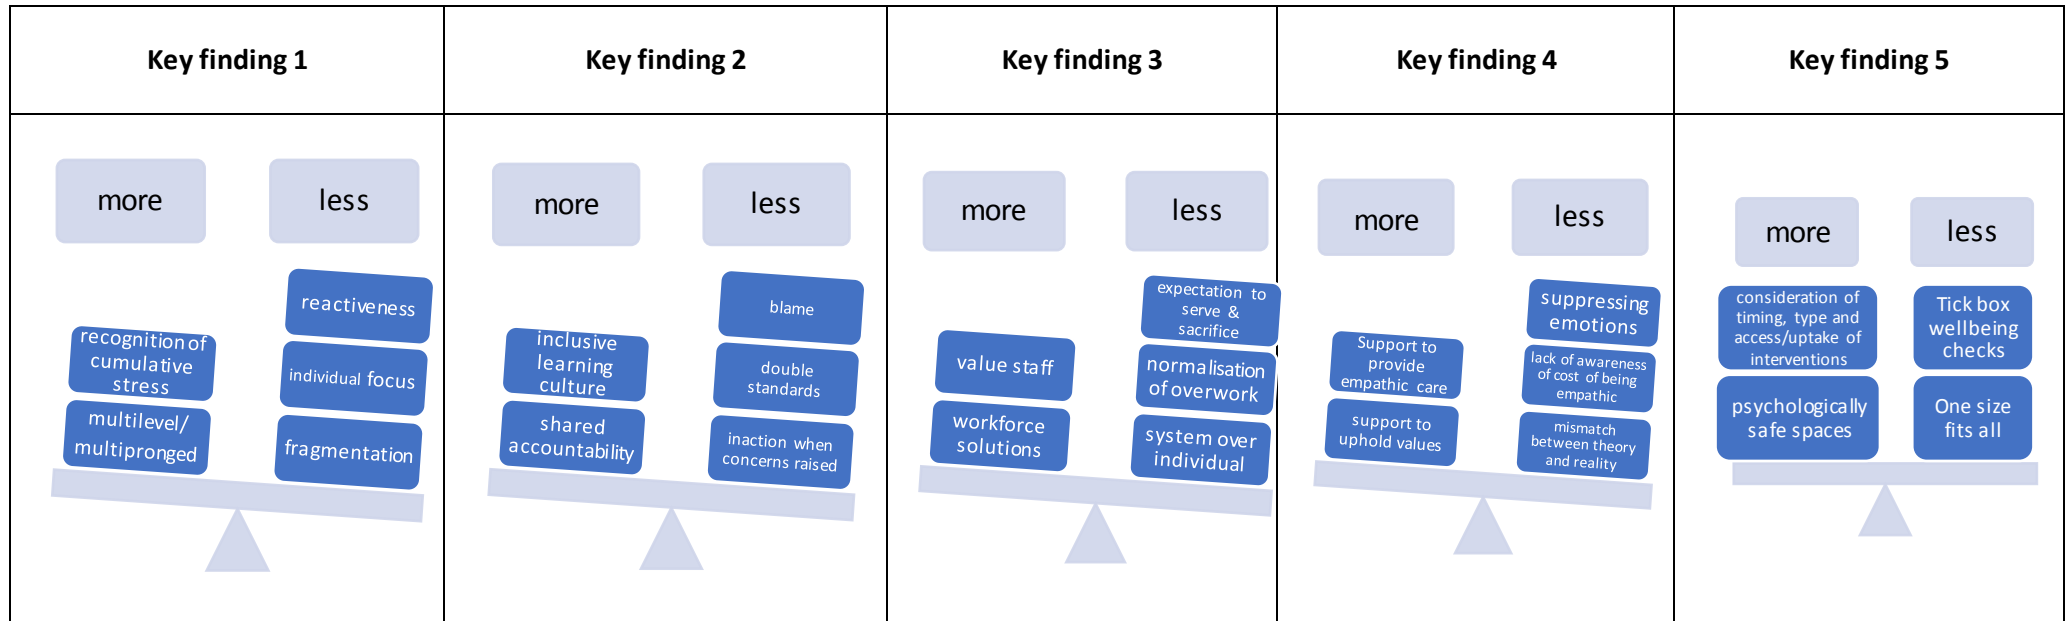 Key finding 1
Key finding 2
Key finding 3
Key finding 4
Key finding 5
more
less
reactiveness
recognition of
cumulative
stress
individual focus
multilevel/
multipronged
fragmentation
more
less
blame
inclusive
learning
culture
double
standards
shared
accountability
inaction when
concerns raised
more
less
expectation to
serve &
sacrifice
value staff
normalisation
of overwork
workforce
solutions
system over
individual
more
less
suppressing
emotions
Support to
provide
empathic care
lack of awareness
of cost of being
empathic
support to
uphold values
mismatch
between theory
and reality
more
less
consideration of
timing, type and
access/uptake of
interventions
Tick box
wellbeing
checks
psychologically
safe spaces
One size
fits all